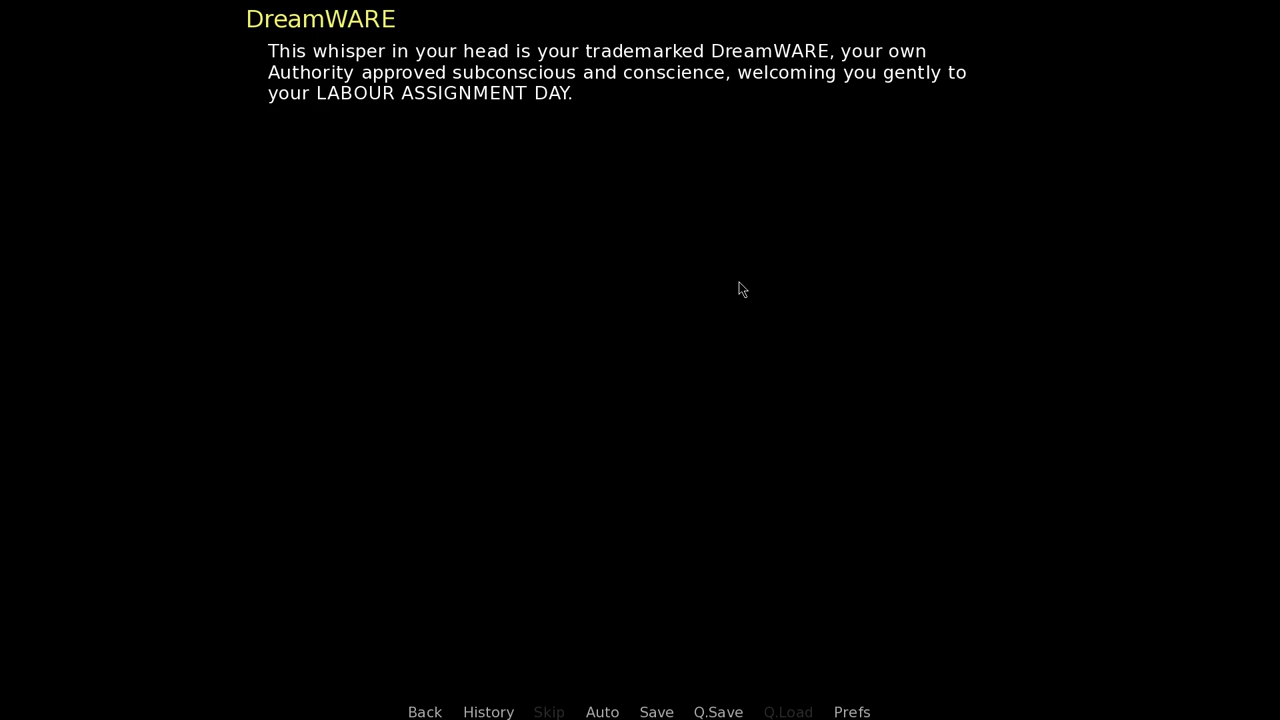 DreamWARE
This whisper in your head is your trademarked DreamWARE, your own
Authority approved subconscious and conscience, welcoming you gently to
your LABOUR ASSIGNMENT DAY.
Back History Skip Auto Save Q.Save Q.Load Prefs